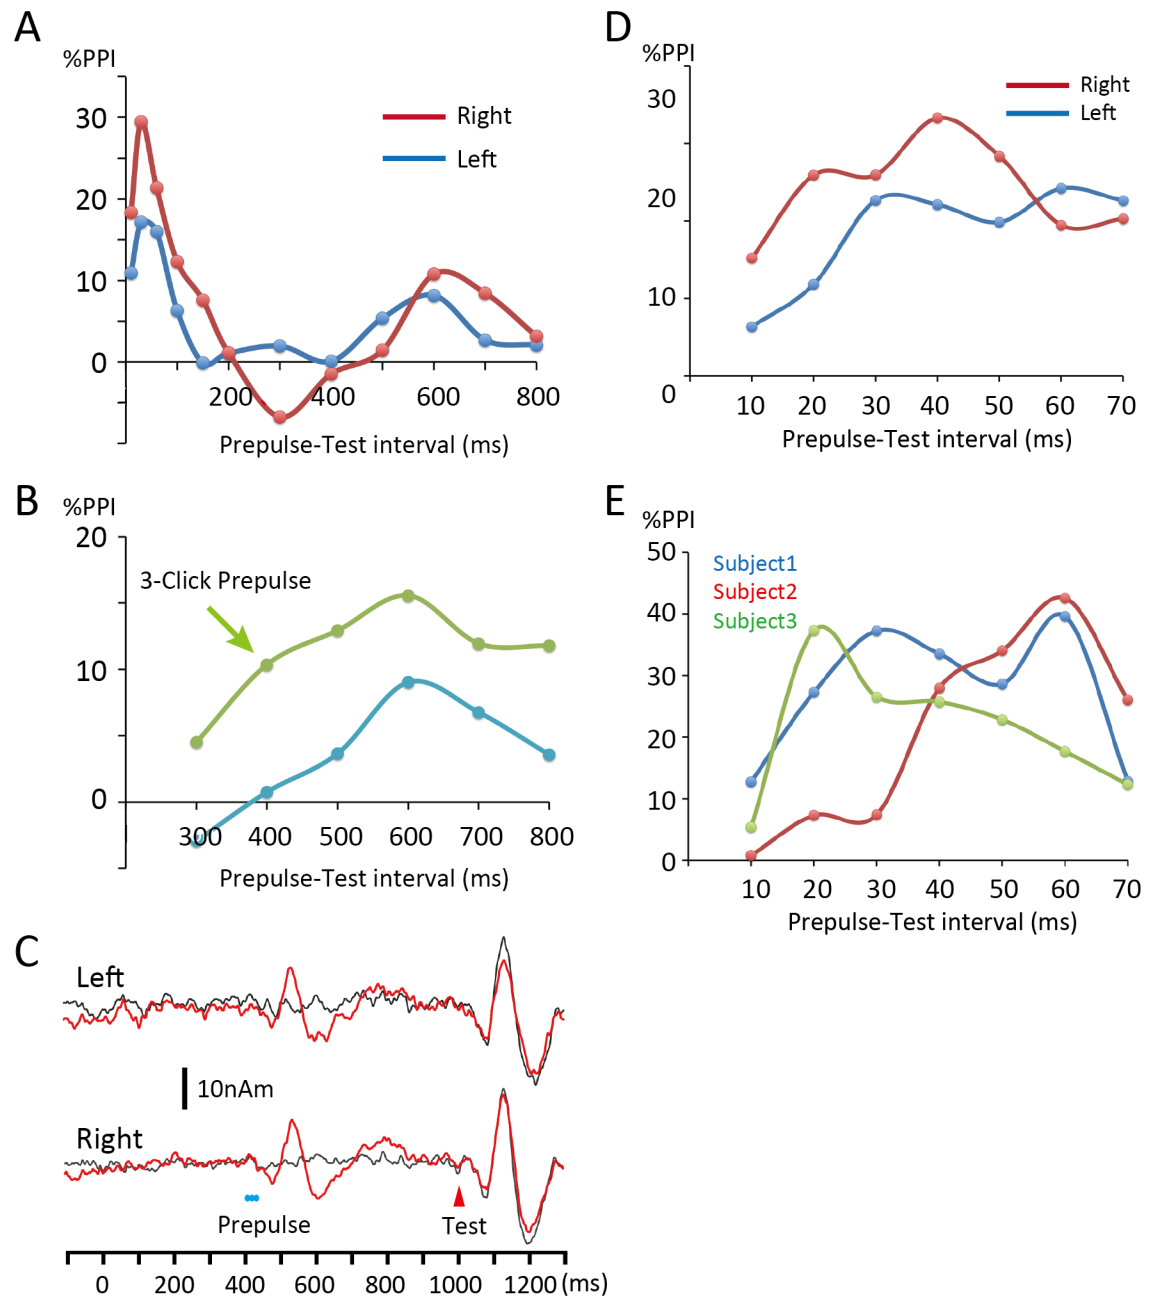 A
%PPI
30
20
10
0
Right
Left
200
400
600
800
Prepulse-Test interval (ms)
B
%PPI
20
10
0
3-Click Prepulse
300
400
500
600
700
800
Prepulse-Test interval (ms)
C
Left
10nAm
Right
Prepulse
Test
0 200 400 600 800 1000 1200 (ms)
D
%PPI
30
20
10
0
Right
Left
10 20 30 40 50 60 70
Prepulse-Test interval (ms)
E
%PPI
50
40
30
20
10
0
Subject1
Subject2
Subject3
10 20 30 40 50 60 70
Prepulse-Test interval (ms)